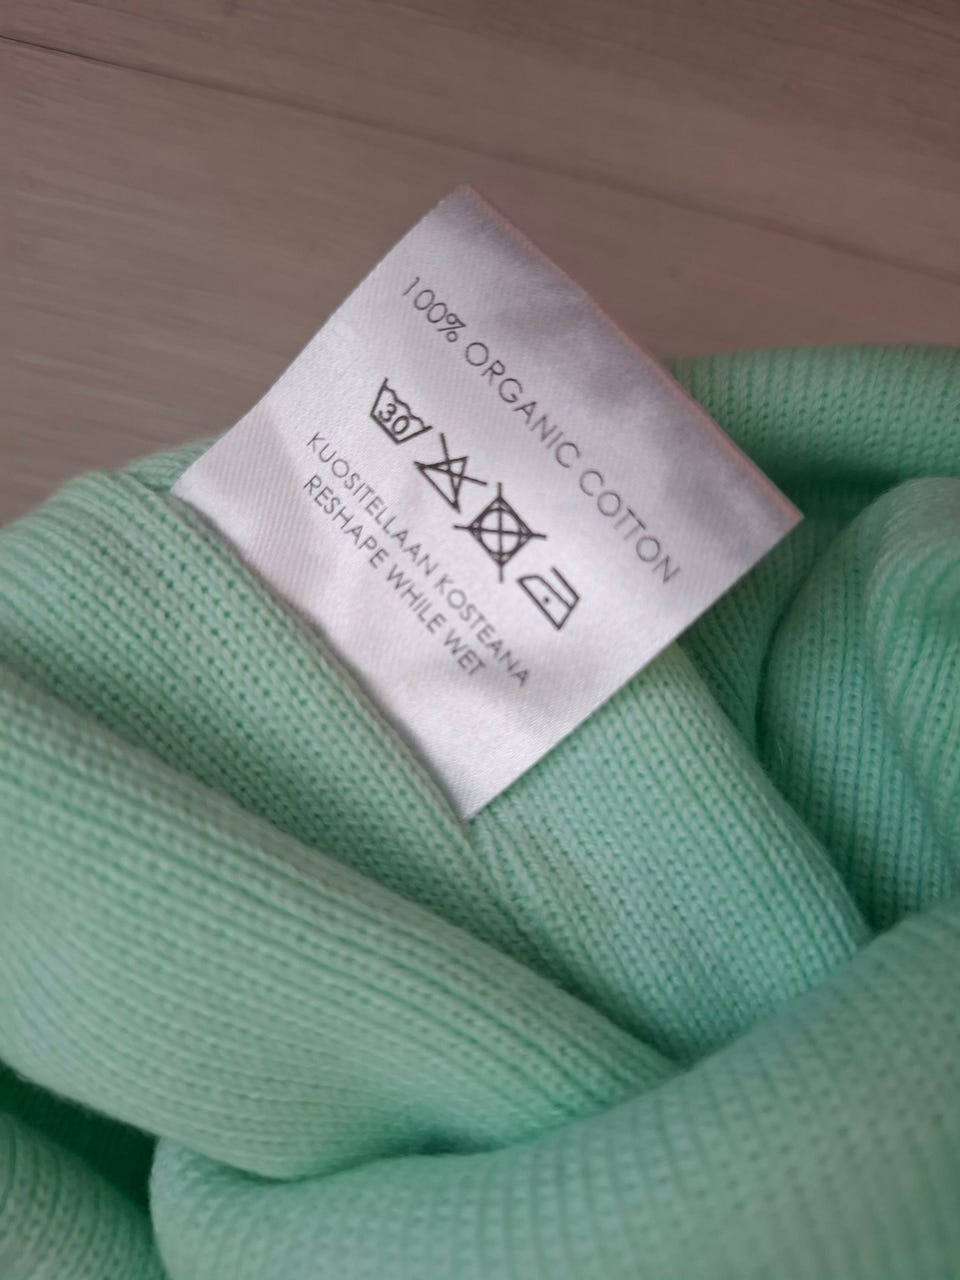 100% ORGANIC COTTON
30
KUOSITELLAAN KOSTEANA
RESHAPE WHILE WET